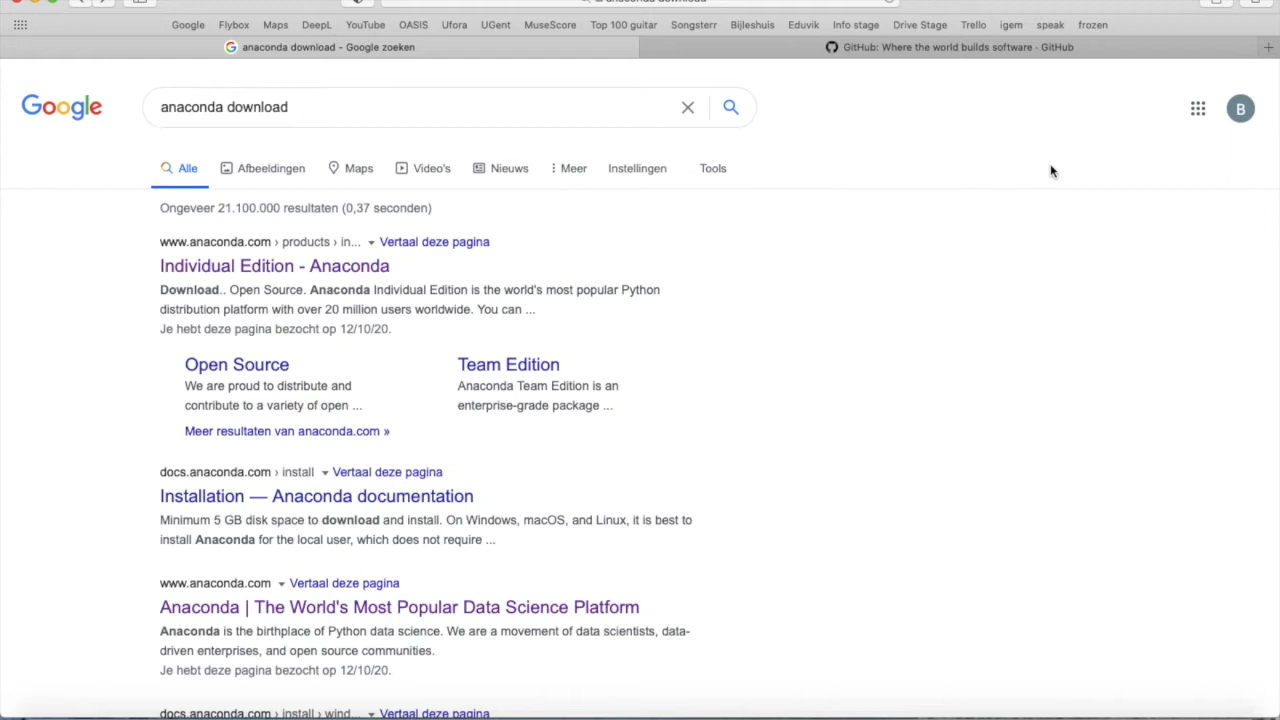 Google Flybox Maps DeepL YouTube OASIS Ufora UGent MuseScore Top 100 guitar Songsterr Bijleshuis Eduvik Info stage Drive Stage Trello igem speak frozen
anaconda download - Google zoeken GitHub: Where the world builds software · GitHub
Google anaconda download B
Alle Afbeeldingen Maps Video's Nieuws Meer Instellingen Tools
Ongeveer 21.100.000 resultaten (0,37 seconden)
www.anaconda.com › products › in... Vertaal deze pagina
Individual Edition - Anaconda
Download.. Open Source. Anaconda Individual Edition is the world's most popular Python
distribution platform with over 20 million users worldwide. You can ...
Je hebt deze pagina bezocht op 12/10/20.
Open Source
We are proud to distribute and
contribute to a variety of open ...
Team Edition
Anaconda Team Edition is an
enterprise-grade package ...
Meer resultaten van anaconda.com »
docs.anaconda.com › install Vertaal deze pagina
Installation — Anaconda documentation
Minimum 5 GB disk space to download and install. On Windows, macOS, and Linux, it is best to
install Anaconda for the local user, which does not require ...
www.anaconda.com Vertaal deze pagina
Anaconda | The World's Most Popular Data Science Platform
Anaconda is the birthplace of Python data science. We are a movement of data scientists, data-
driven enterprises, and open source communities.
Je hebt deze pagina bezocht op 12/10/20.
docs.anaconda.com › install › wind... Vertaal deze pagina